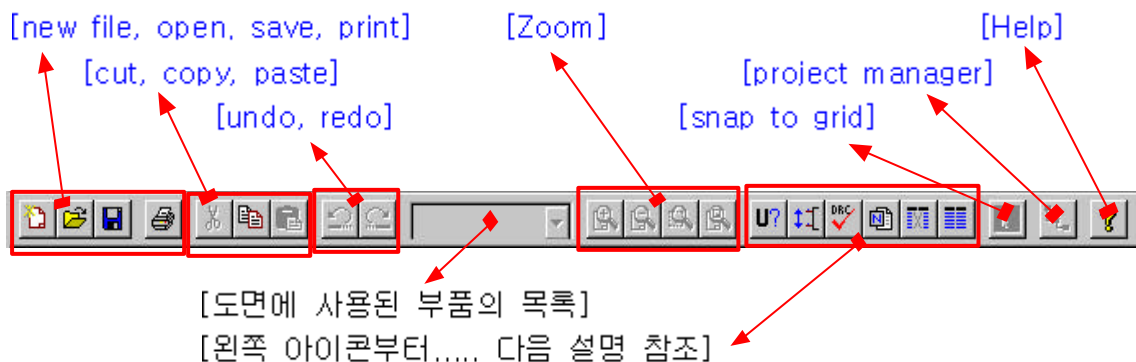 [new file, open, save, print]
[Zoom]
[Help]
[cut, copy, paste]
[project manager]
[undo, redo]
[snap to grid]
U?
DRC
N
?
[도면에 사용된 부품의 목록]
[왼쪽 아이콘부터..... 다음 설명 참조]